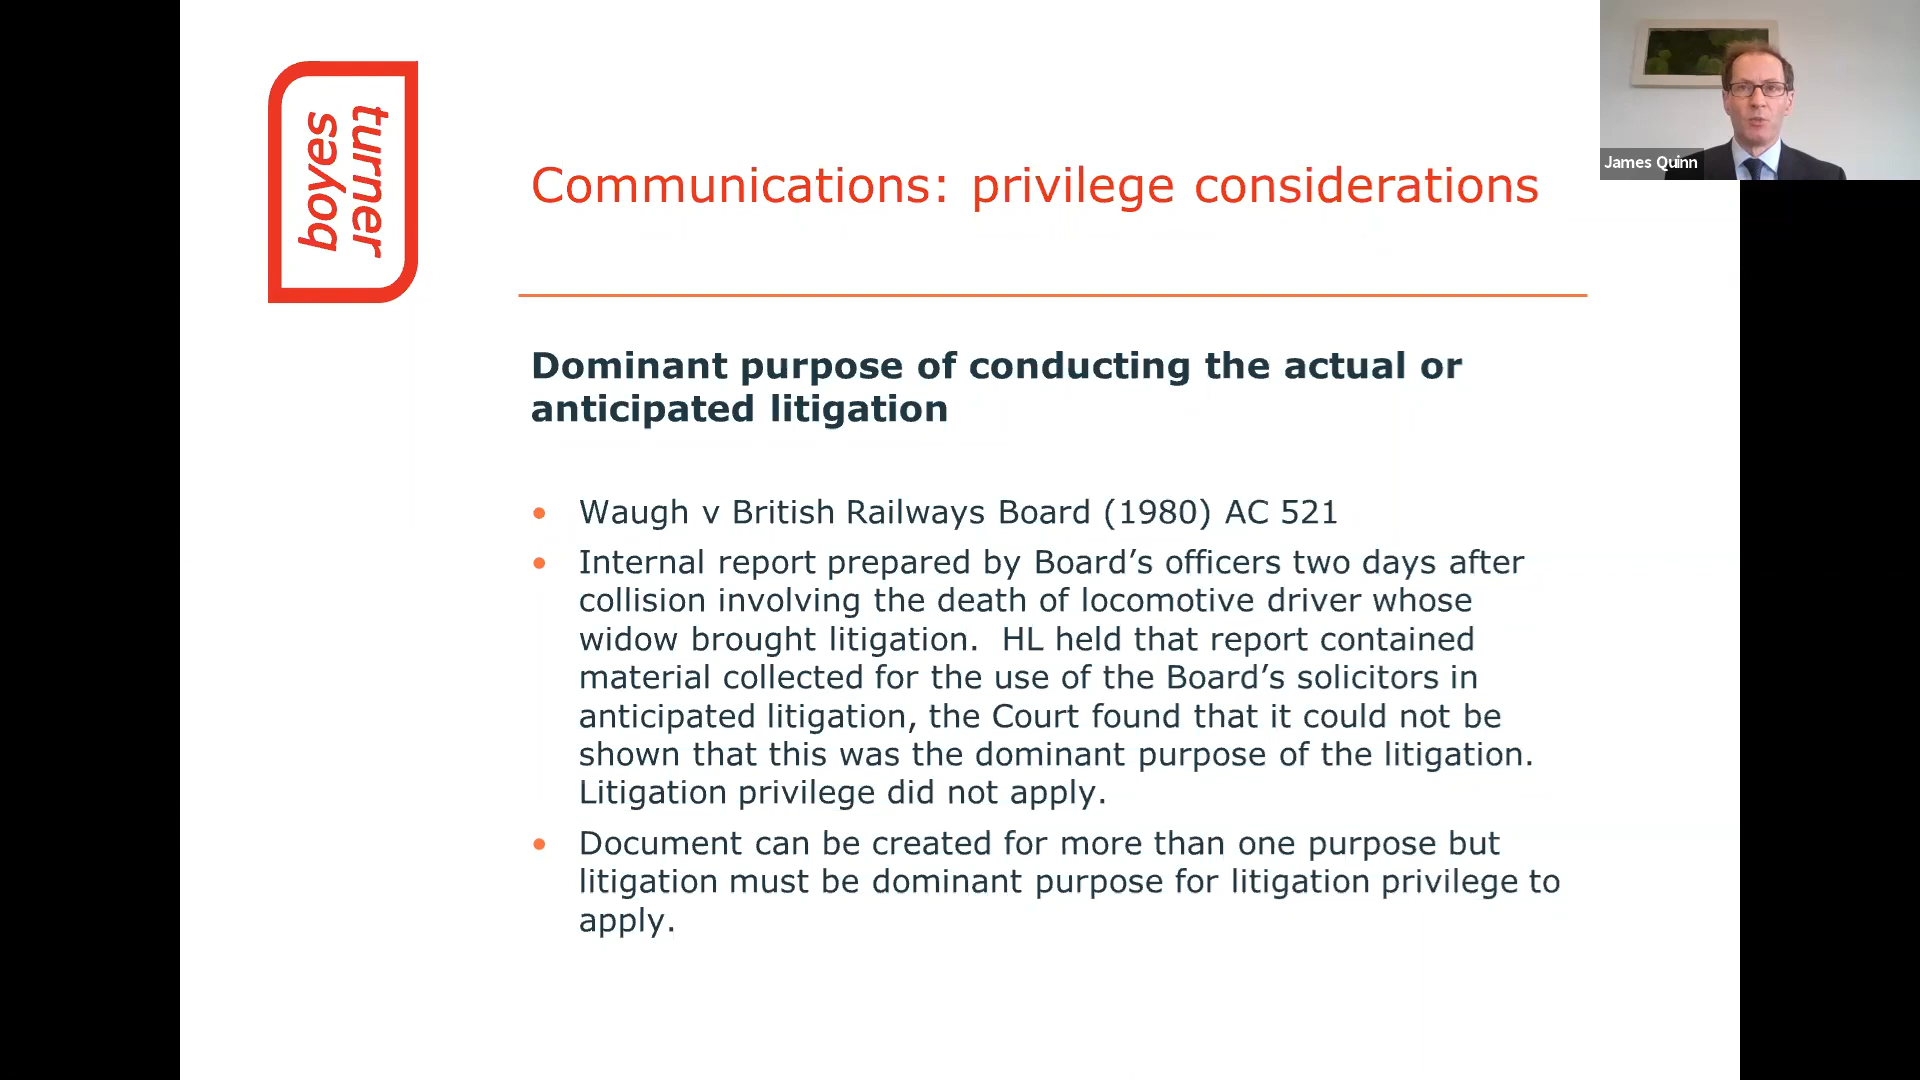 boyes
turner
James Quinn
Communications: privilege considerations
Dominant purpose of conducting the actual or
anticipated litigation
• Waugh v British Railways Board (1980) AC 521
• Internal report prepared by Board’s officers two days after
collision involving the death of locomotive driver whose
widow brought litigation.  HL held that report contained
material collected for the use of the Board’s solicitors in
anticipated litigation, the Court found that it could not be
shown that this was the dominant purpose of the litigation.
Litigation privilege did not apply.
• Document can be created for more than one purpose but
litigation must be dominant purpose for litigation privilege to
apply.